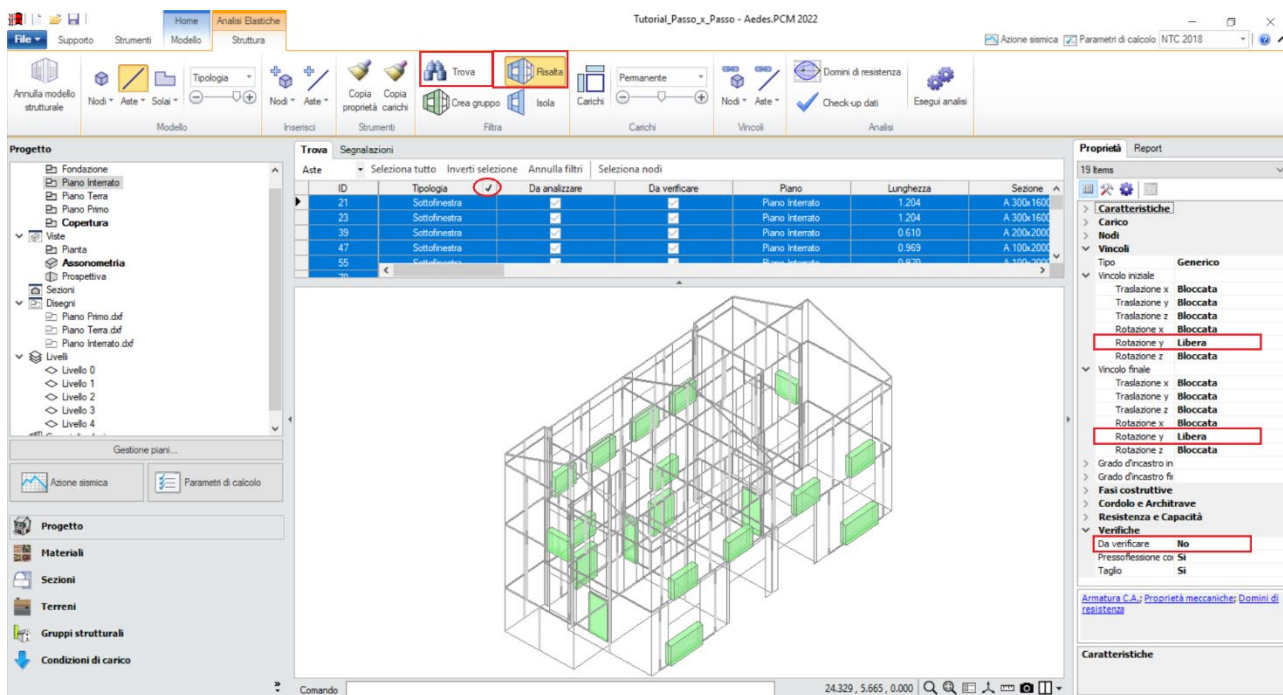 Tutorial_Passo_x_Passo - Aedes.PCM 2022
Home Analisi Elastiche
File Supporto Strumenti Modello Struttura
Azione sismica Parametri di calcolo NTC 2018
Annulla modello strutturale
Nodi Aste Solai
Tipologia
Modello
Nodi Aste
Inserisci
Copia proprietà
Copia carichi
Strumenti
Trova
Risalta
Crea gruppo
Isola
Filtra
Carichi
Permanente
Carichi
Nodi Aste
Vincoli
Domini di resistenza
Check-up dati
Esegui analisi
Analisi
Progetto
Fondazione
Piano Interrato
Piano Terra
Piano Primo
Copertura
Viste
Pianta
Assonometria
Prospettiva
Sezioni
Disegni
Piano Primo.dxf
Piano Terra.dxf
Piano Interrato.dxf
Livelli
Livello 0
Livello 1
Livello 2
Livello 3
Livello 4
Gestione piani...
Azione sismica
Parametri di calcolo
Progetto
Materiali
Sezioni
Terreni
Gruppi strutturali
Condizioni di carico
Trova Segnalazioni
Aste Seleziona tutto Inverti selezione Annulla filtri Seleziona nodi
ID Tipologia Da analizzare Da verificare Piano Lunghezza Sezione
21 Sottofinestra Piano Interrato 1.204 A 300x1600
23 Sottofinestra Piano Interrato 1.204 A 300x1600
39 Sottofinestra Piano Interrato 0.610 A 200x2000
47 Sottofinestra Piano Interrato 0.969 A 100x2000
55 Sottofinestra Piano Interrato 0.970 A 100x2000
Comando
24.329 , 5.665 , 0.000
Proprietà Report
19 Items
Caratteristiche
Carico
Nodi
Vincoli
Tipo Generico
Vincolo iniziale
Traslazione x Bloccata
Traslazione y Bloccata
Traslazione z Bloccata
Rotazione x Bloccata
Rotazione y Libera
Rotazione z Bloccata
Vincolo finale
Traslazione x Bloccata
Traslazione y Bloccata
Traslazione z Bloccata
Rotazione x Bloccata
Rotazione y Libera
Rotazione z Bloccata
Grado d'incastro in
Grado d'incastro fir
Fasi costruttive
Cordolo e Architrave
Resistenza e Capacità
Verifiche
Da verificare No
Pressoflessione cor Sì
Taglio Sì
Armatura C.A.; Proprietà meccaniche; Domini di
resistenza
Caratteristiche